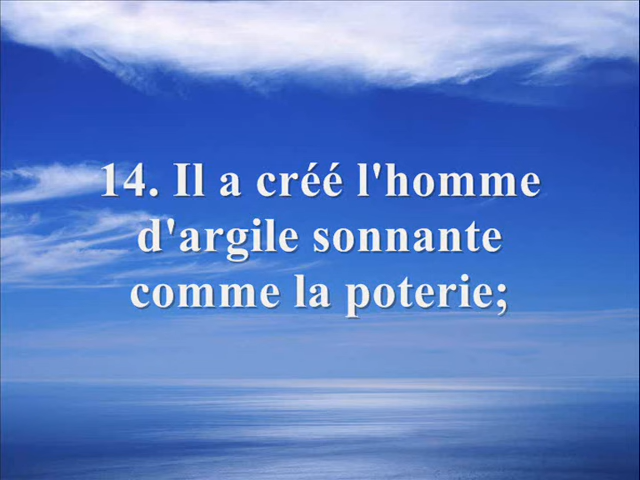 14. Il a créé l'homme
d'argile sonnante
comme la poterie;